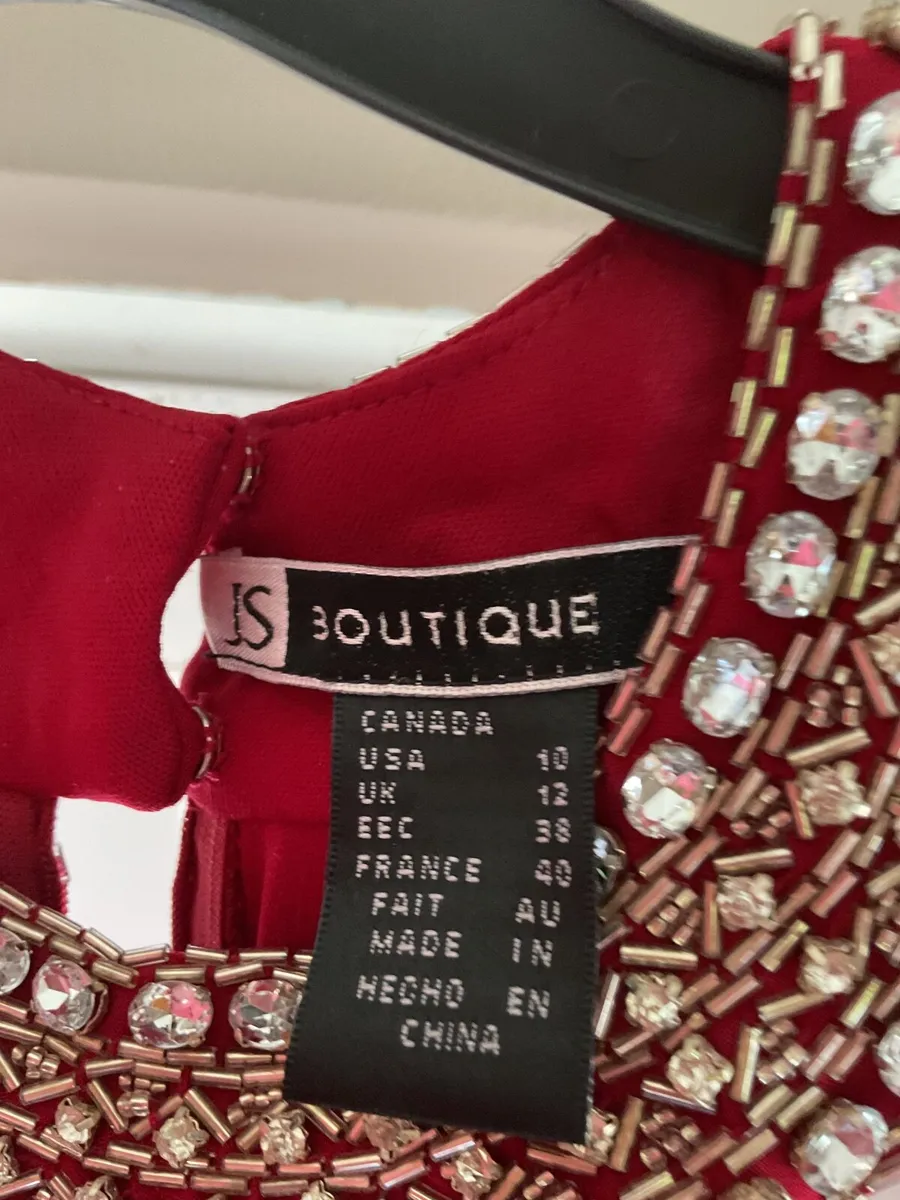 JS BOUTIQUE
CANADA
USA 10
UK 12
EEC 38
FRANCE 40
FAIT AU
MADE IN
HECHO EN
CHINA